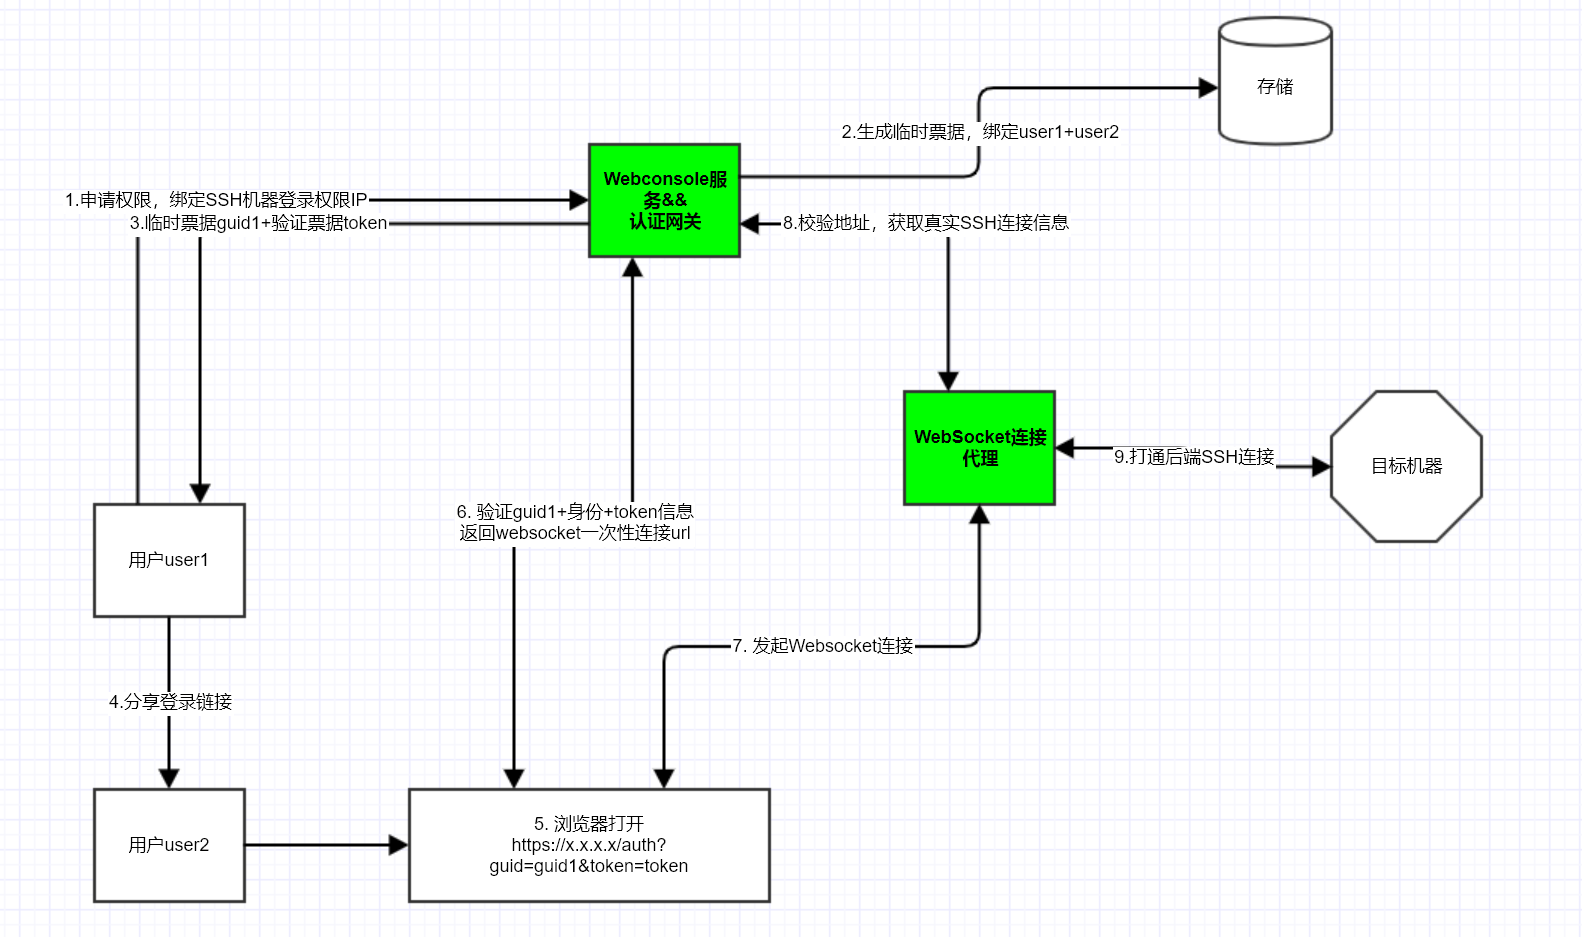 存储
2.生成临时票据，绑定user1+user2
Webconsole服
务&&
认证网关
1.申请权限，绑定SSH机器登录权限IP
3.临时票据guid1+验证票据token
8.校验地址，获取真实SSH连接信息
WebSocket连接
代理
9.打通后端SSH连接
目标机器
6. 验证guid1+身份+token信息
返回websocket一次性连接url
用户user1
7. 发起Websocket连接
4.分享登录链接
用户user2
5. 浏览器打开
https://x.x.x.x/auth?
guid=guid1&token=token